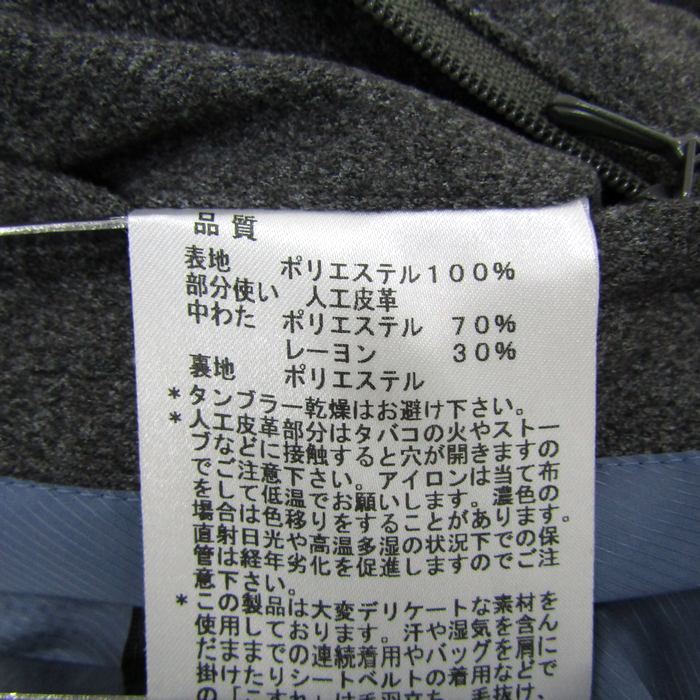 品質
表地 ポリエステル100%
部分使い 人工皮革
中わた ポリエステル 70%
レーヨン 30%
裏地 ポリエステル
*タンブラー乾燥はお避け下さい。
*人工皮革部分はタバコの火やストー
ブなどに接触すると穴が開きますの
でご注意下さい。アイロンは当て布
をして低温でお願いします。濃色の
場合は色移りをすることがあります。
直射日光や高温多湿の状況下での保
管は経年劣化を促進しますのでご注
意下さい。
*この製品は大変デリケートな素材を
使用しております。汗や湿気を含んだ
ままでの連続着用やバッグを肩に
掛けたりシートベルトの着用などで
の「こすれ」は毛羽立ち、毛抜け